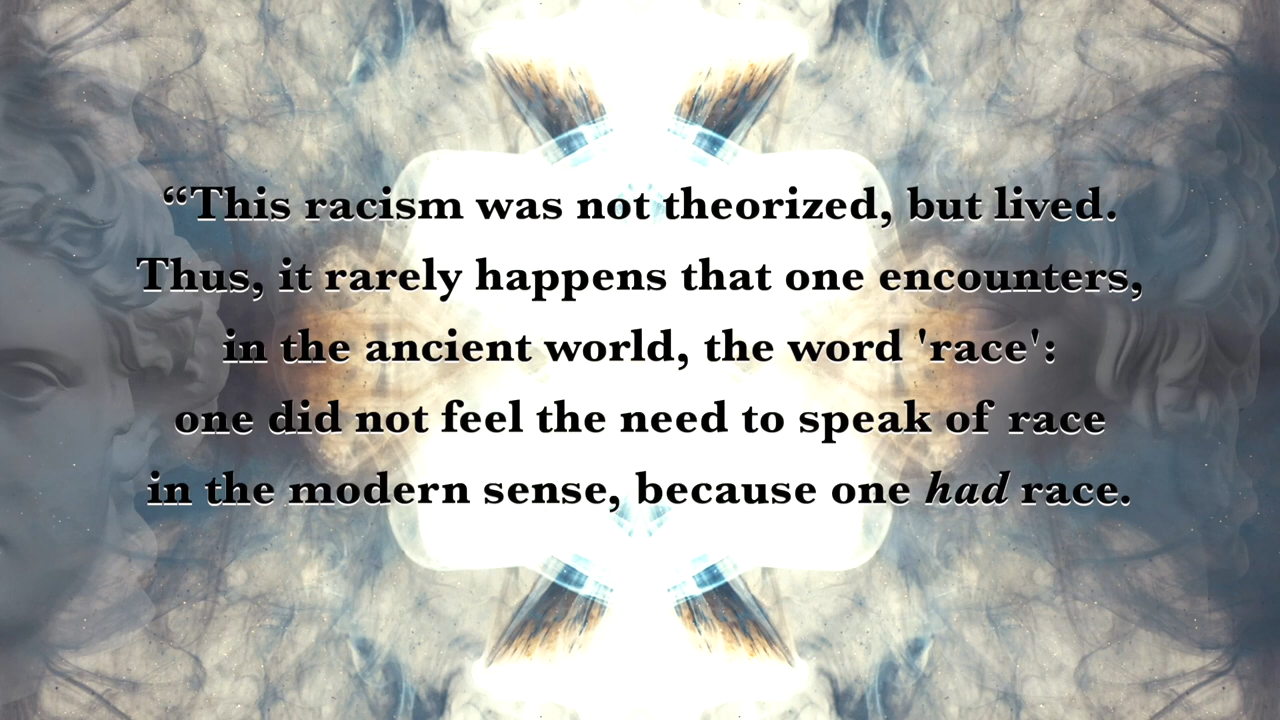 “This racism was not theorized, but lived.
Thus, it rarely happens that one encounters,
in the ancient world, the word 'race':
one did not feel the need to speak of race
in the modern sense, because one had race.